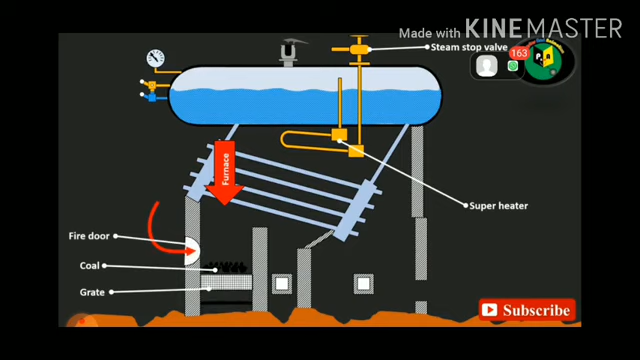 Made with KINEMASTER
Steam stop valve
163
Furnace
Super heater
Fire door
Coal
Grate
Subscribe